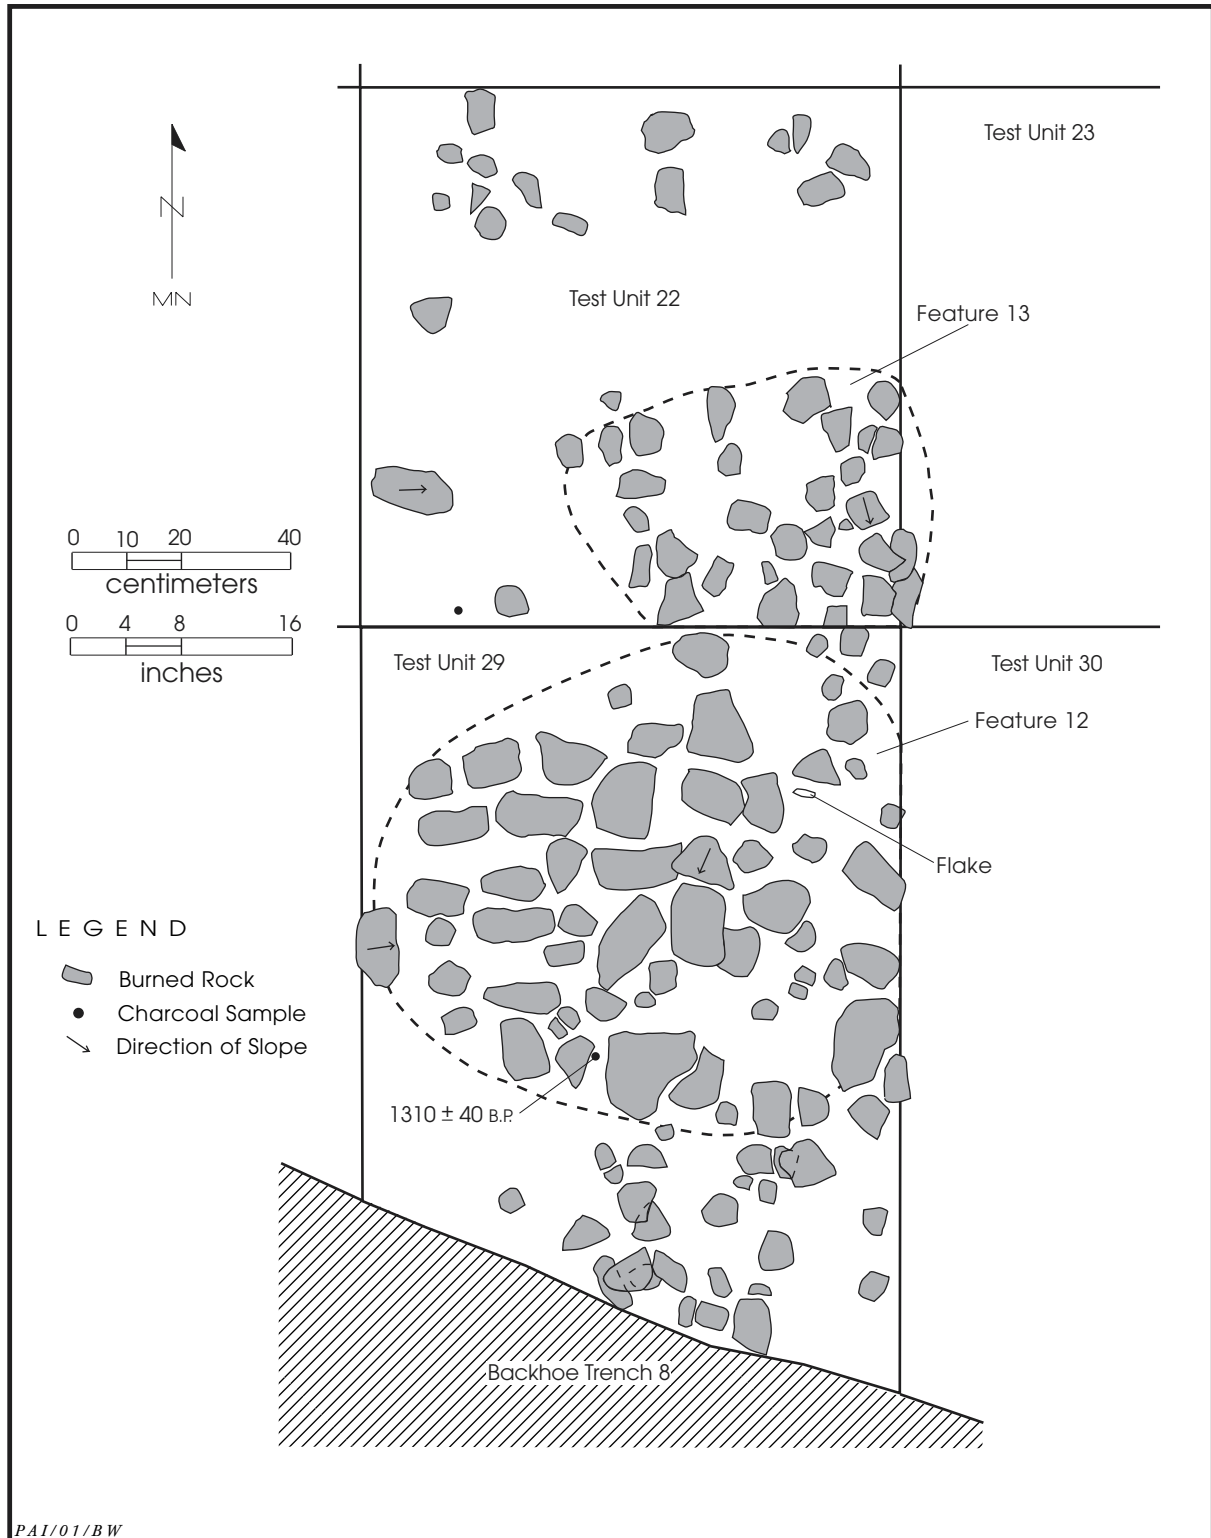 Test Unit 23
N
MN
Test Unit 22
Feature 13
0 10 20 40
centimeters
0 4 8 16
inches
Test Unit 29
Test Unit 30
Feature 12
Flake
LEGEND
Burned Rock
Charcoal Sample
Direction of Slope
1310 ± 40 B.P.
Backhoe Trench 8
PAI/01/BW